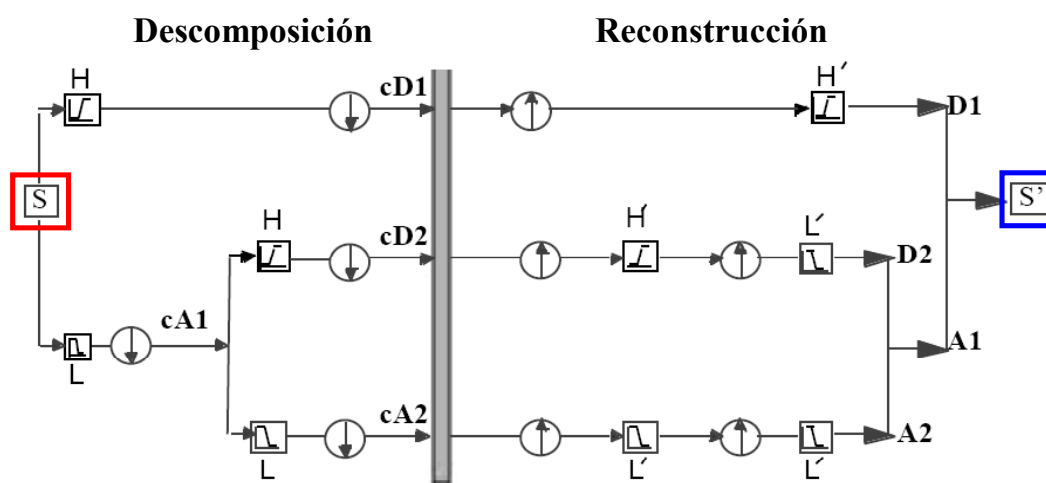 Descomposición Reconstrucción
H cD1 H´ D1
S S’
H cD2 H´ L´ D2
cA1 A1
L
cA2 A2
L L´ L´